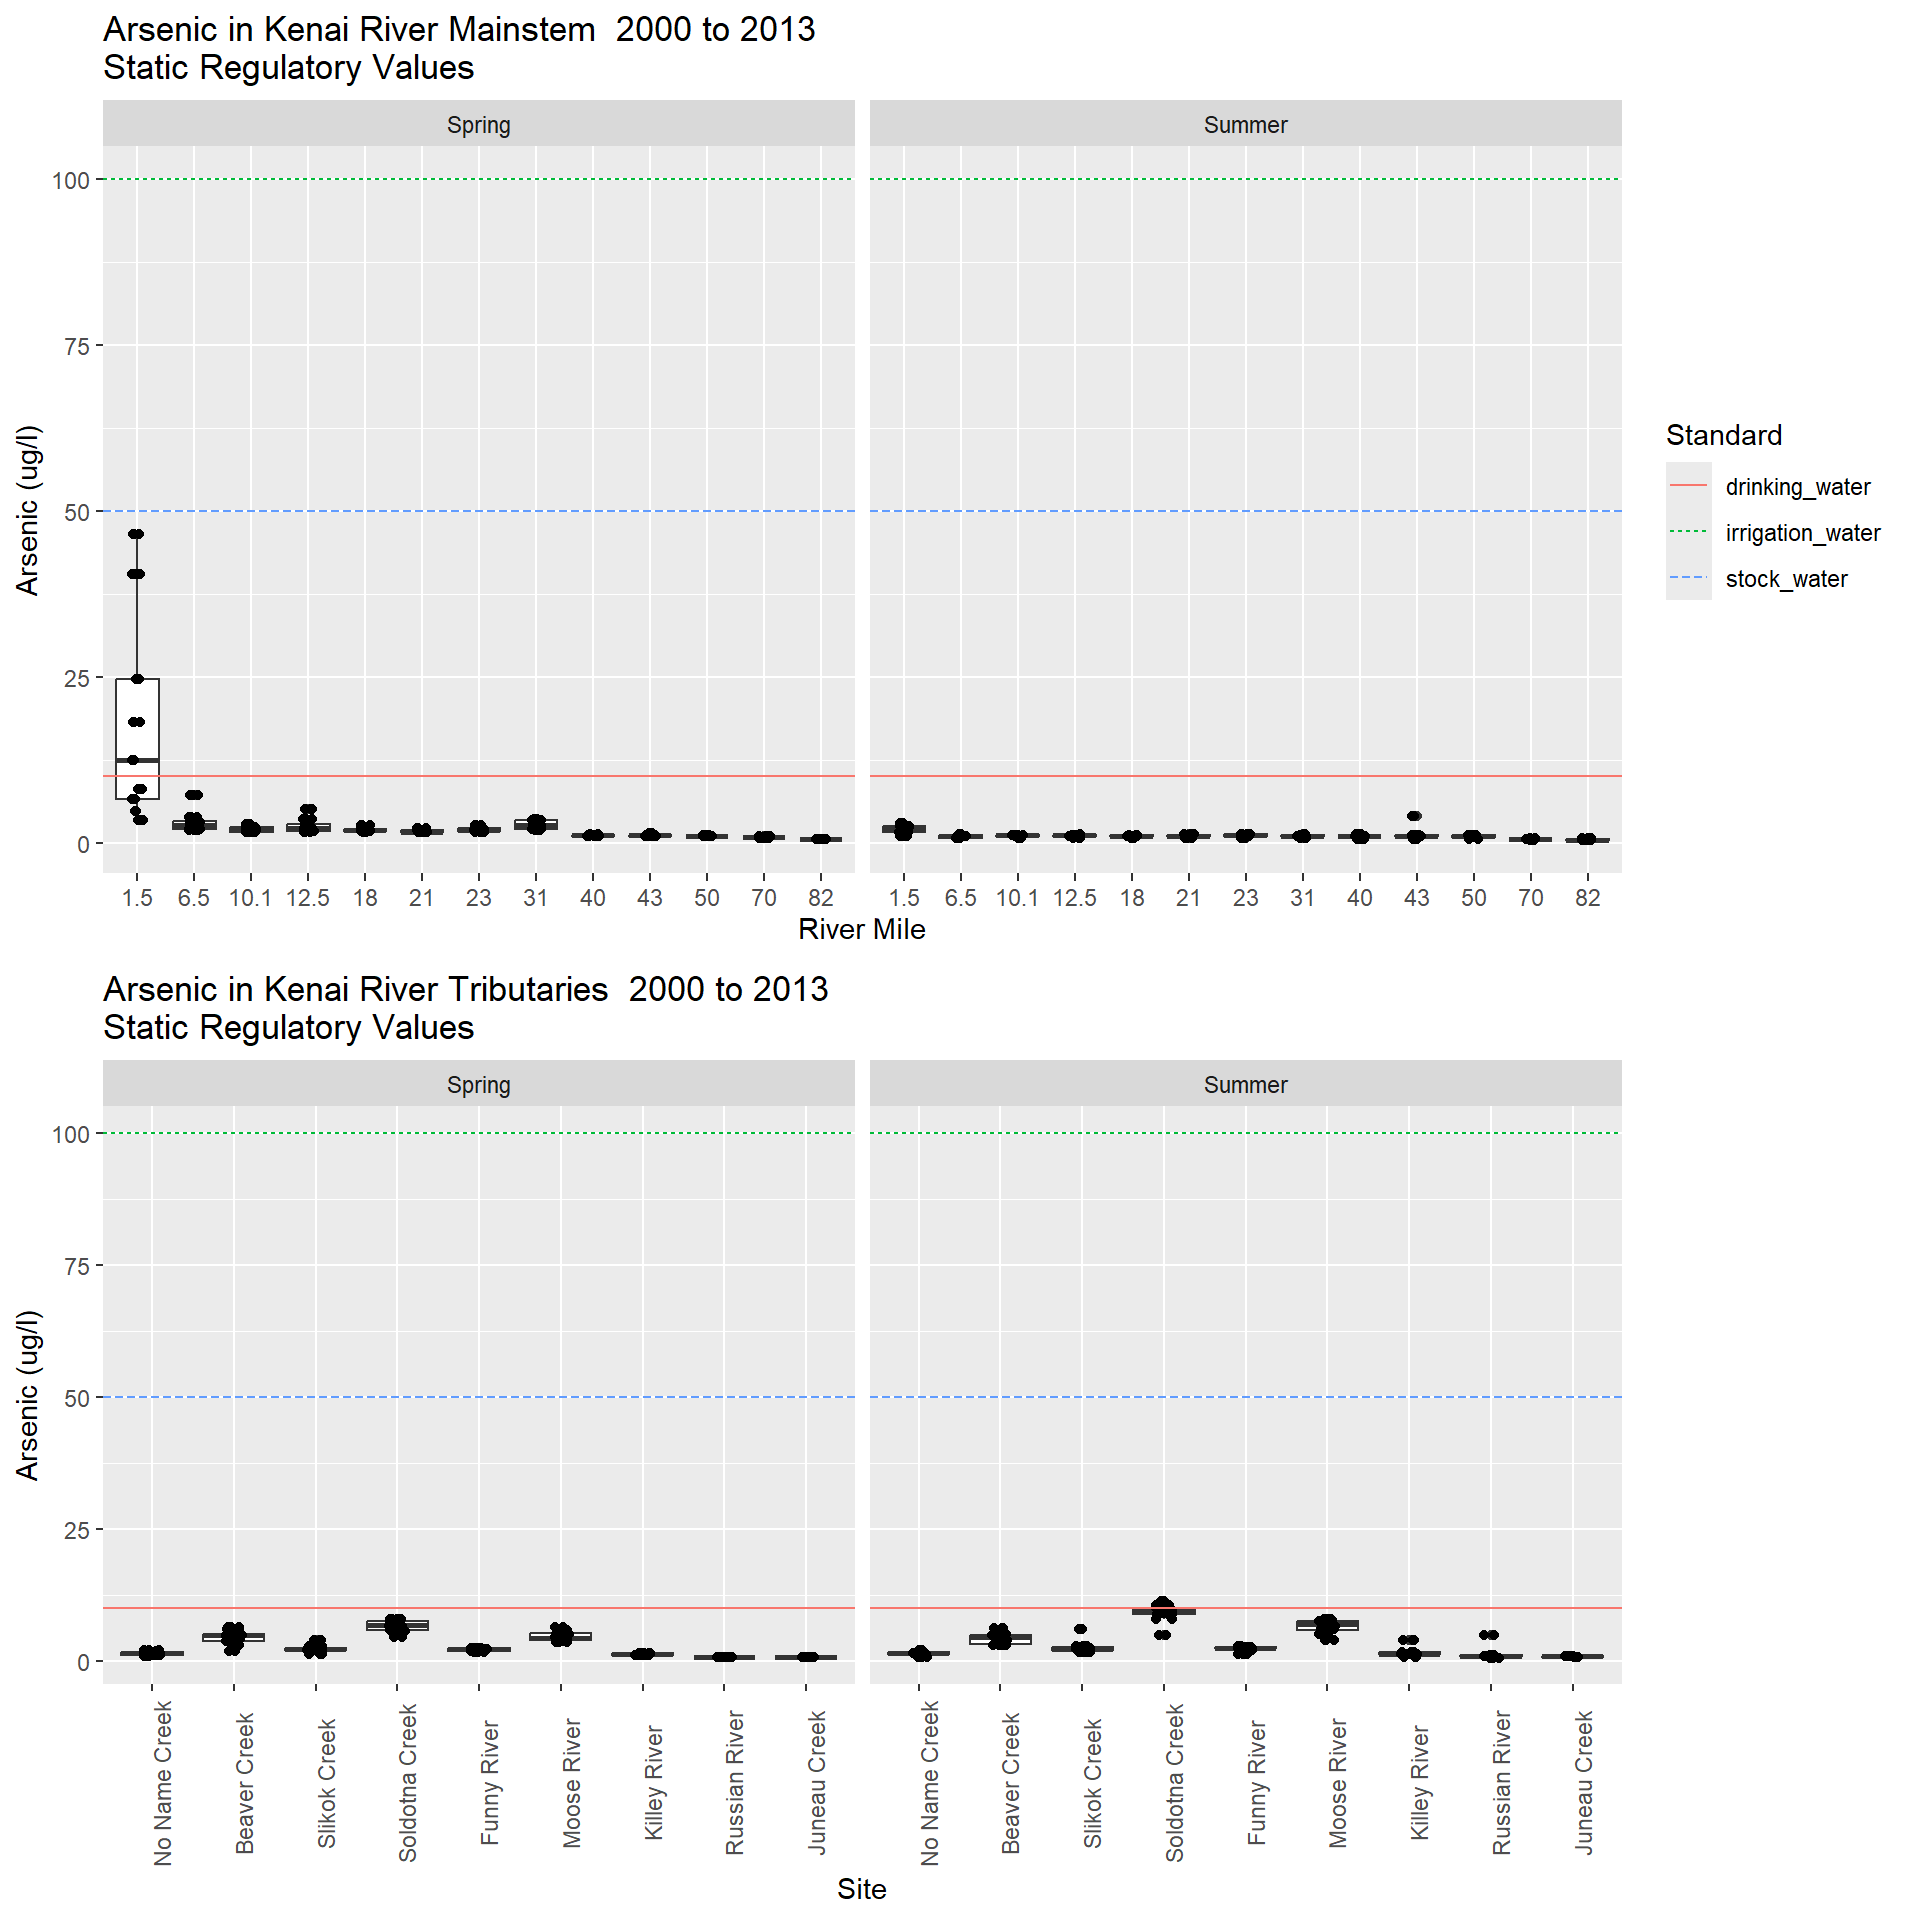 Arsenic in Kenai River Mainstem  2000 to 2013
Static Regulatory Values
Spring
Summer
100
75
50
25
0
Arsenic (ug/l)
1.5 6.5 10.1 12.5 18 21 23 31 40 43 50 70 82
1.5 6.5 10.1 12.5 18 21 23 31 40 43 50 70 82
River Mile
Standard
drinking_water
irrigation_water
stock_water
Arsenic in Kenai River Tributaries  2000 to 2013
Static Regulatory Values
Spring
Summer
100
75
50
25
0
Arsenic (ug/l)
No Name Creek
Beaver Creek
Slikok Creek
Soldotna Creek
Funny River
Moose River
Killey River
Russian River
Juneau Creek
No Name Creek
Beaver Creek
Slikok Creek
Soldotna Creek
Funny River
Moose River
Killey River
Russian River
Juneau Creek
Site